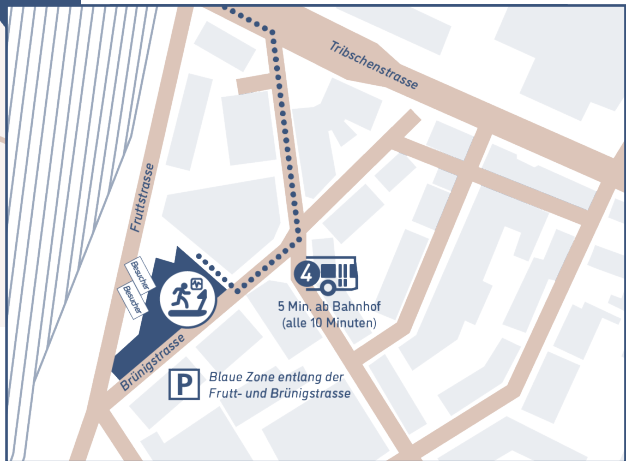 Tribschenstrasse
Fruttstrasse
Besucher
Besucher
4
5 Min. ab Bahnhof
(alle 10 Minuten)
Brünigstrasse
P
Blaue Zone entlang der
Frutt- und Brünigstrasse